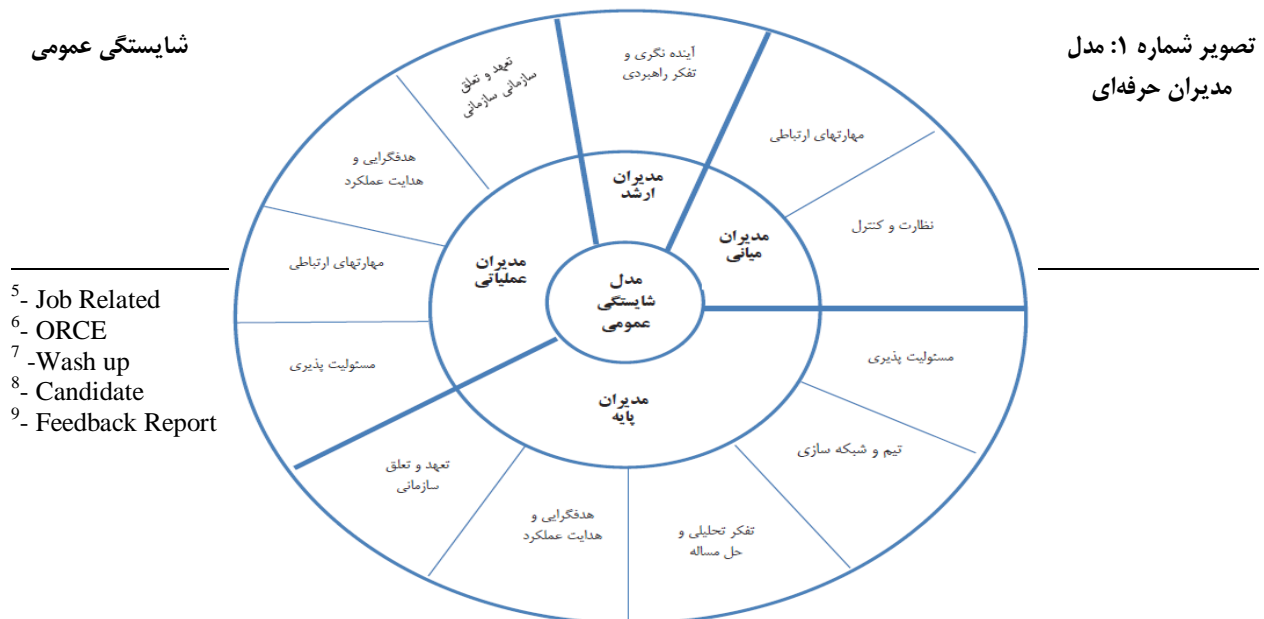 تصویر شماره ۱: مدل
شایستگی عمومی
مدیران حرفه‌ای
آینده نگری و
تفکر راهبردی
مهارتهای ارتباطی
نظارت و کنترل
مسئولیت پذیری
تیم و شبکه سازی
تفکر تحلیلی و
حل مساله
هدفگرایی و
هدایت عملکرد
تعهد و تعلق
سازمانی
مسئولیت پذیری
مهارتهای ارتباطی
هدفگرایی و
هدایت عملکرد
تعهد و تعلق
سازمانی سازمانی
مدیران
ارشد
مدیران
میانی
مدیران
پایه
مدیران
عملیاتی
مدل
شایستگی
عمومی
5- Job Related
6- ORCE
7 -Wash up
8- Candidate
9- Feedback Report